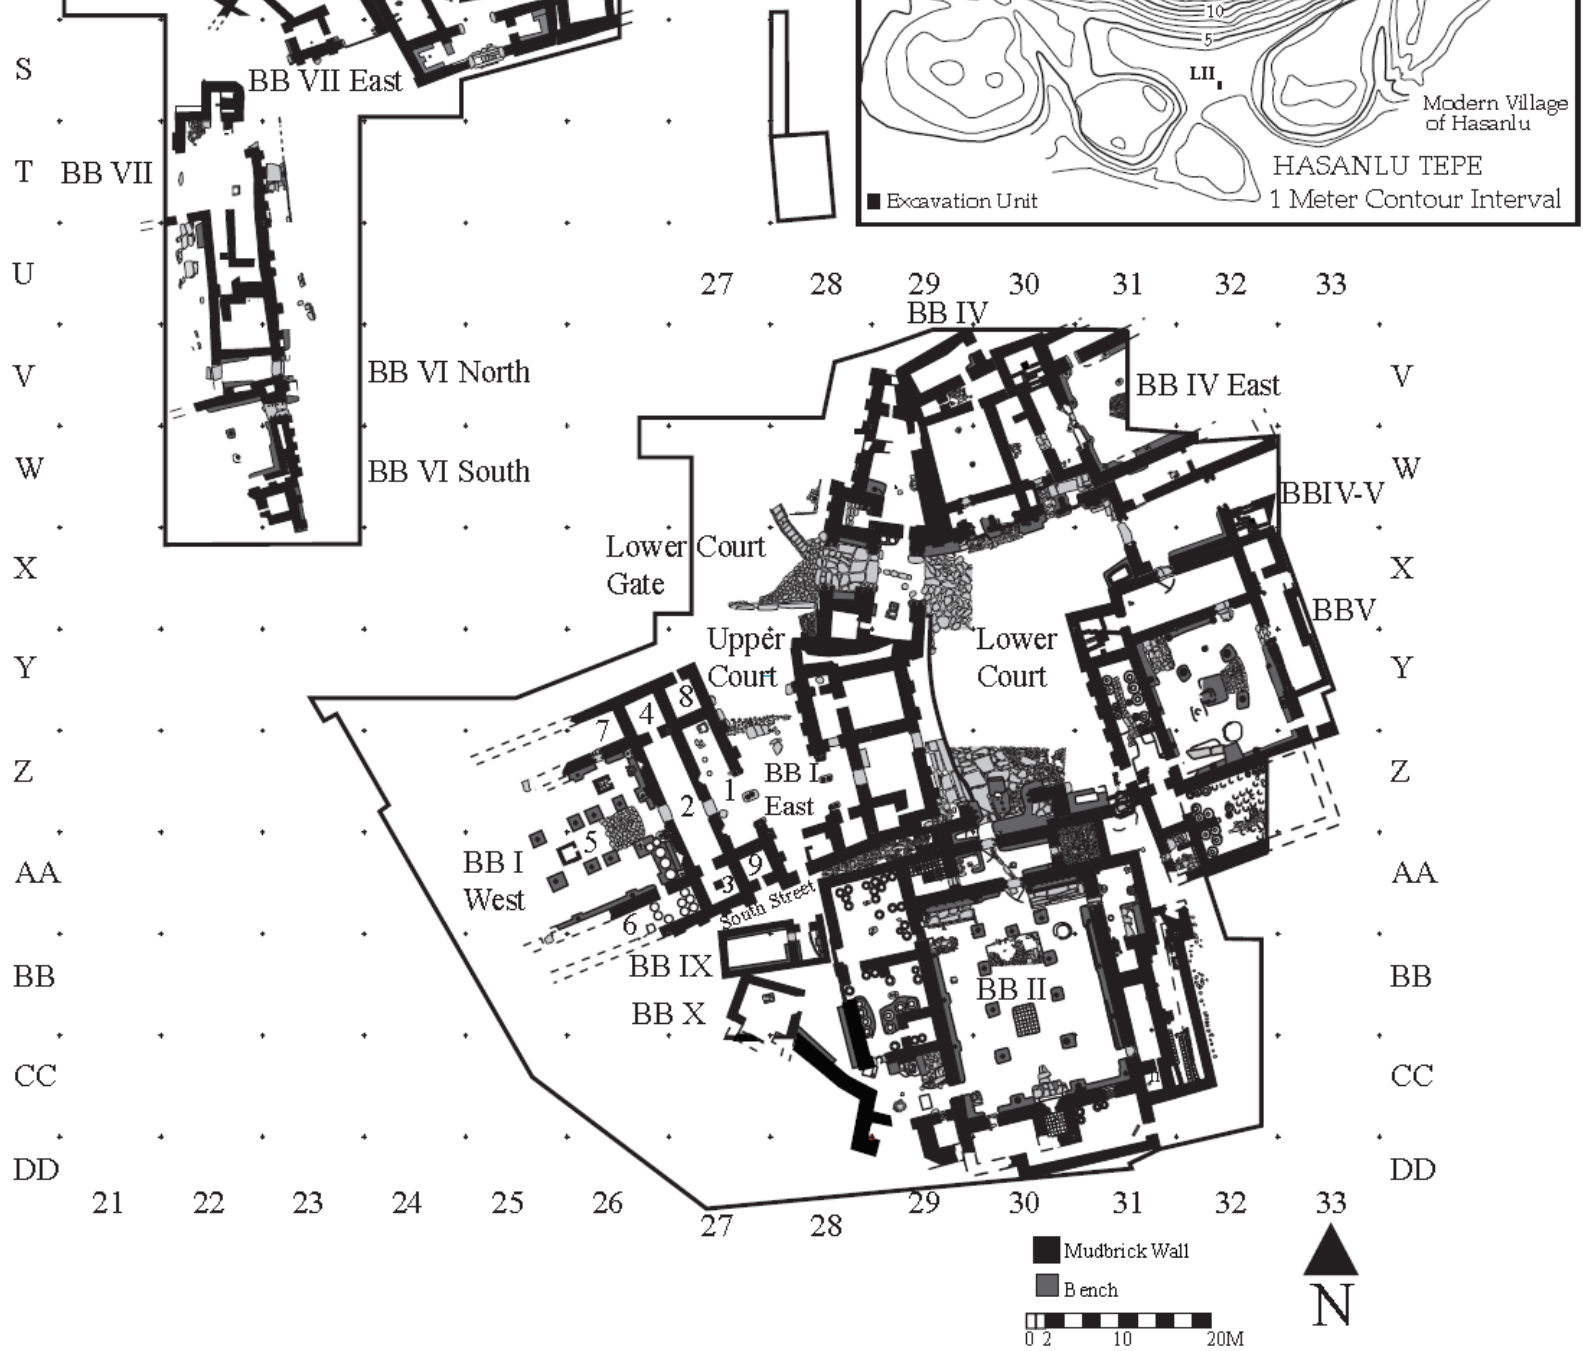 10
5
LII
Modern Village
of Hasanlu
HASANLU TEPE
1 Meter Contour Interval
Excavation Unit
S
BB VII East
T
BB VII
U
27
28
29
30
31
32
33
BB IV
V
BB VI North
BB IV East
V
W
BB VI South
W
BBIV-V
X
Lower Court
Gate
X
BBV
Y
Upper
Court
Lower
Court
Y
8
4
7
Z
BB I
East
1
2
Z
5
BB I
West
AA
9
3
AA
South Street
6
BB IX
BB
BB II
BB
BB X
CC
CC
DD
DD
21
22
23
24
25
26
27
28
29
30
31
32
33
Mudbrick Wall
Bench
0 2 10 20M
N